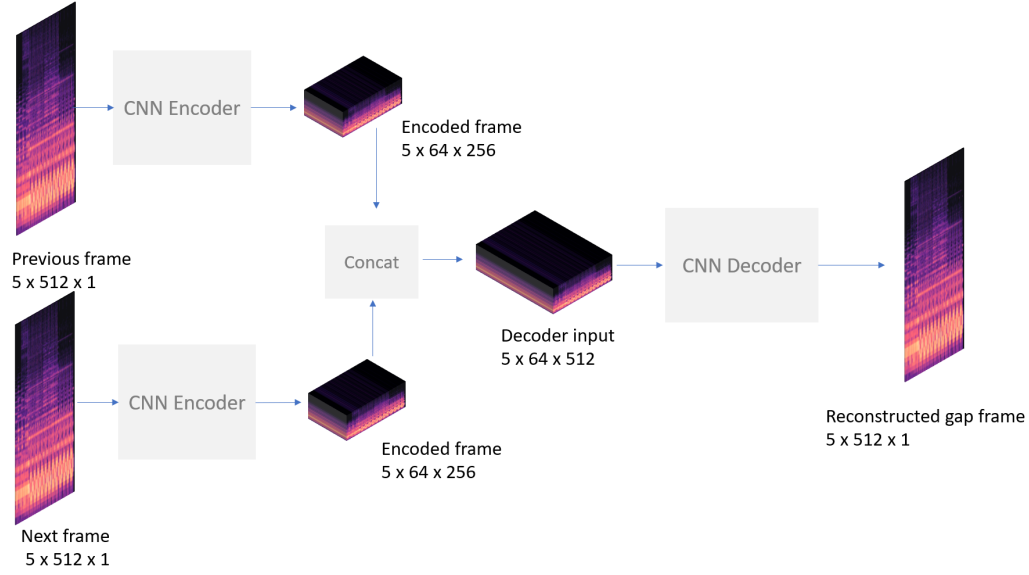 CNN Encoder
Encoded frame
5 x 64 x 256
Previous frame
5 x 512 x 1
Concat
CNN Decoder
Decoder input
5 x 64 x 512
CNN Encoder
Encoded frame
5 x 64 x 256
Reconstructed gap frame
5 x 512 x 1
Next frame
5 x 512 x 1